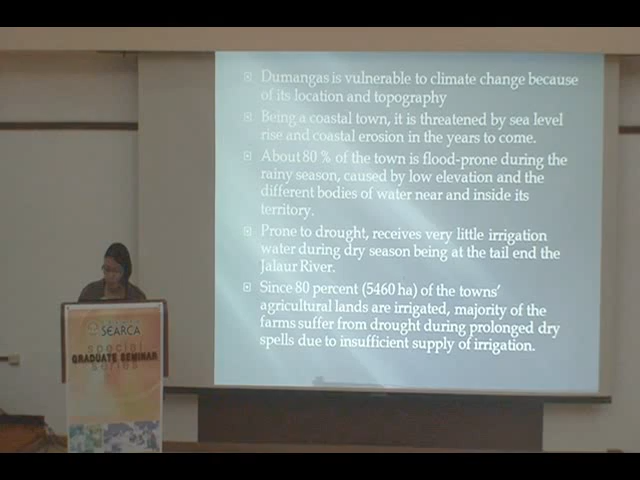 Dumangas is vulnerable to climate change because
of its location and topography
Being a coastal town, it is threatened by sea level
rise and coastal erosion in the years to come.
About 80 % of the town is flood-prone during the
rainy season, caused by low elevation and the
different bodies of water near and inside its
territory.
Prone to drought, receives very little irrigation
water during dry season being at the tail end the
Jalaur River.
Since 80 percent (5460 ha) of the towns'
agricultural lands are irrigated, majority of the
farms suffer from drought during prolonged dry
spells due to insufficient supply of irrigation.
SEARCA
special
GRADUATE SEMINAR
series